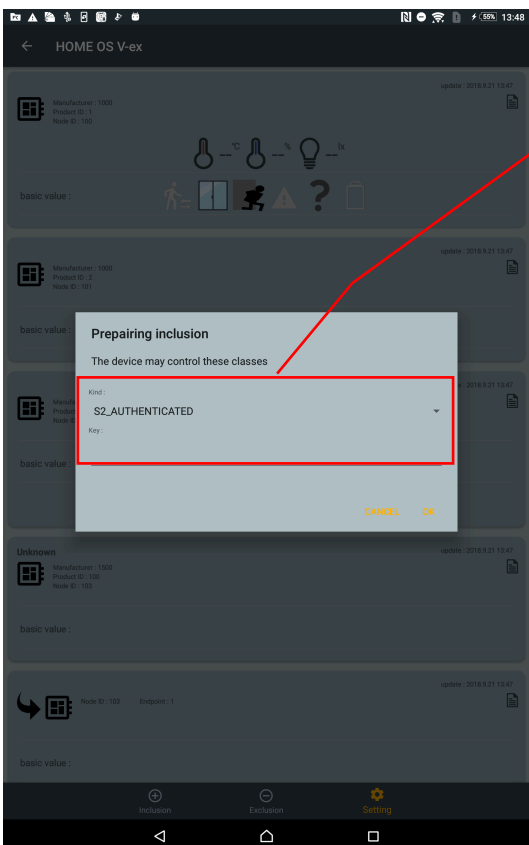 55%
13:48
HOME OS V-ex
update : 2018.9.21 13:47
Manufacturer : 1000
Product ID : 1
Node ID : 100
--°C --% --lx
basic value :
update : 2018.9.21 13:47
Manufacturer : 1000
Product ID : 2
Node ID : 101
basic value :
Prepairing inclusion
The device may control these classes
Kind :
S2_AUTHENTICATED
Key :
CANCEL OK
2018.9.21 13:47
Manufa
Product
Node ID
basic value :
Unknown
update : 2018.9.21 13:47
Product ID : 100
basic value :
update : 2018.9.21 13:47
Node ID : 103 Endpoint : 1
basic value :
Inclusion
Exclusion
Setting